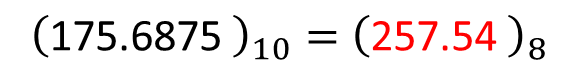 (175.6875 )₁₀ = (257.54 )₈